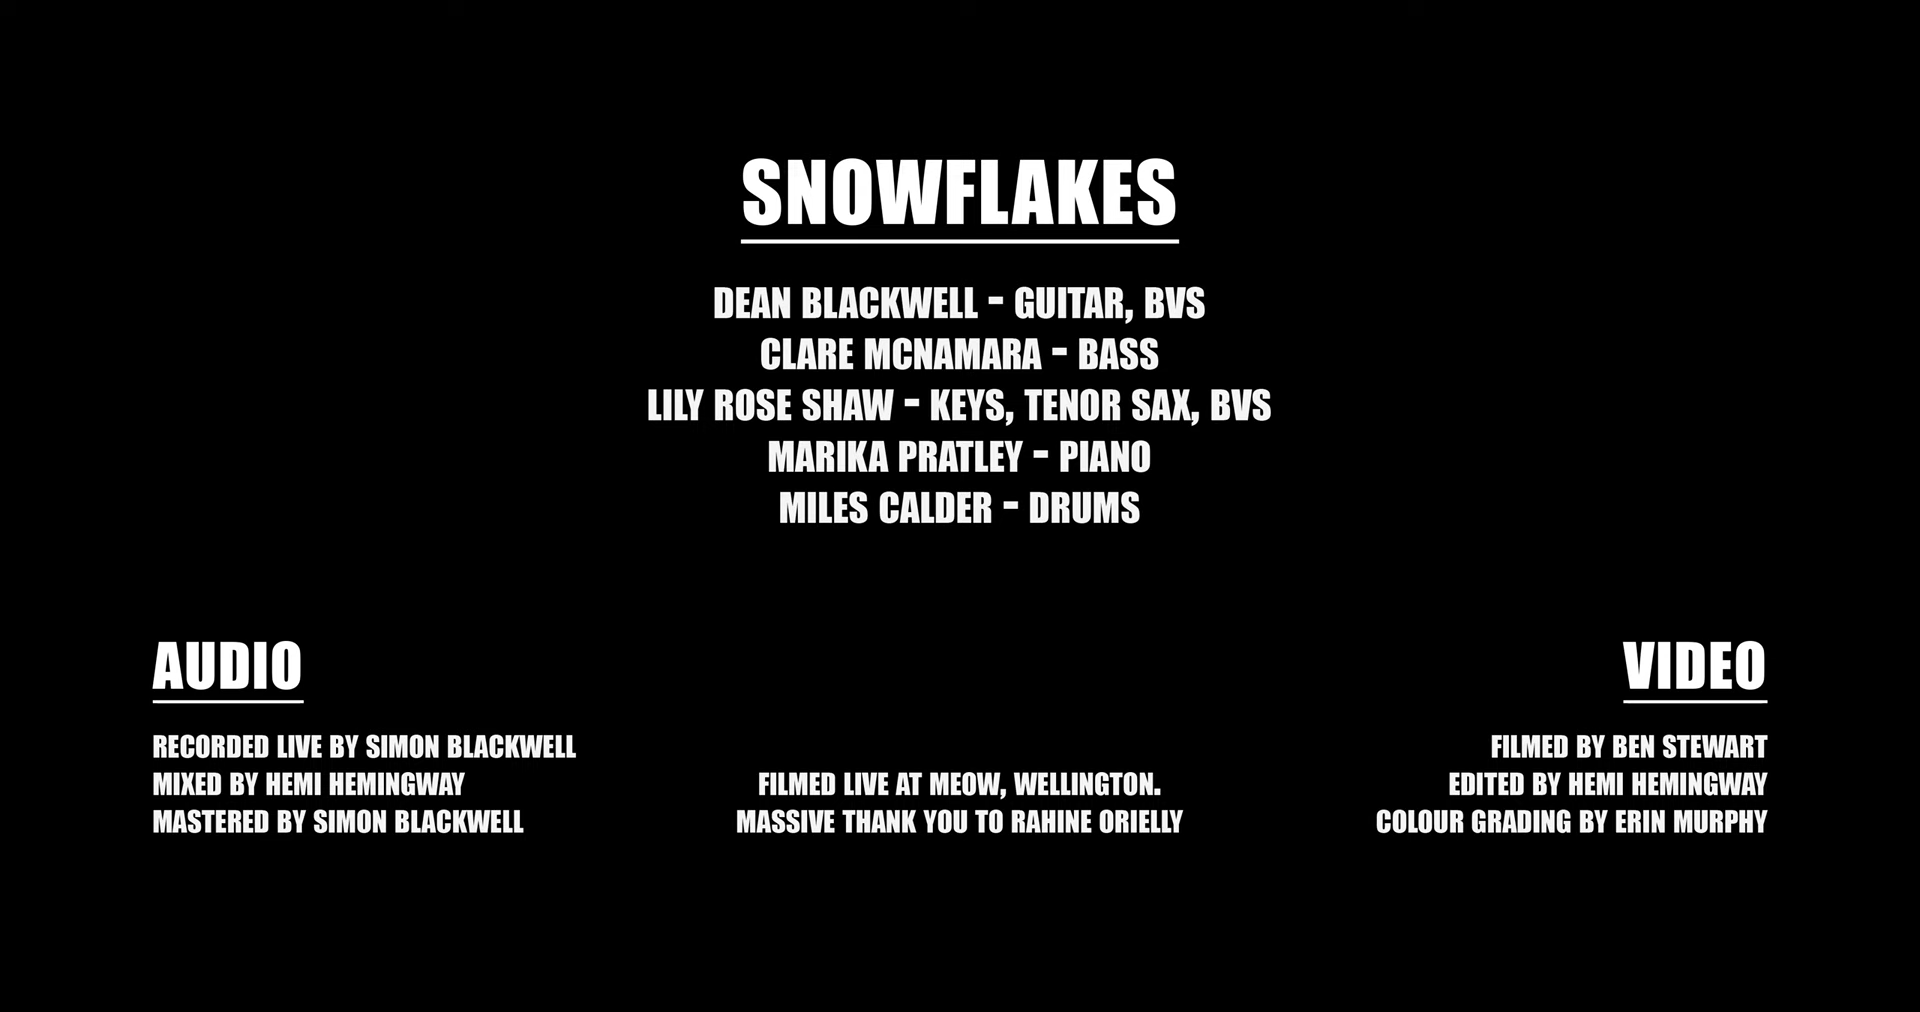 SNOWFLAKES
DEAN BLACKWELL - GUITAR, BVS
CLARE MCNAMARA - BASS
LILY ROSE SHAW - KEYS, TENOR SAX, BVS
MARIKA PRATLEY - PIANO
MILES CALDER - DRUMS
AUDIO
RECORDED LIVE BY SIMON BLACKWELL
MIXED BY HEMI HEMINGWAY
MASTERED BY SIMON BLACKWELL
FILMED LIVE AT MEOW, WELLINGTON.
MASSIVE THANK YOU TO RAHINE ORIELLY
VIDEO
FILMED BY BEN STEWART
EDITED BY HEMI HEMINGWAY
COLOUR GRADING BY ERIN MURPHY